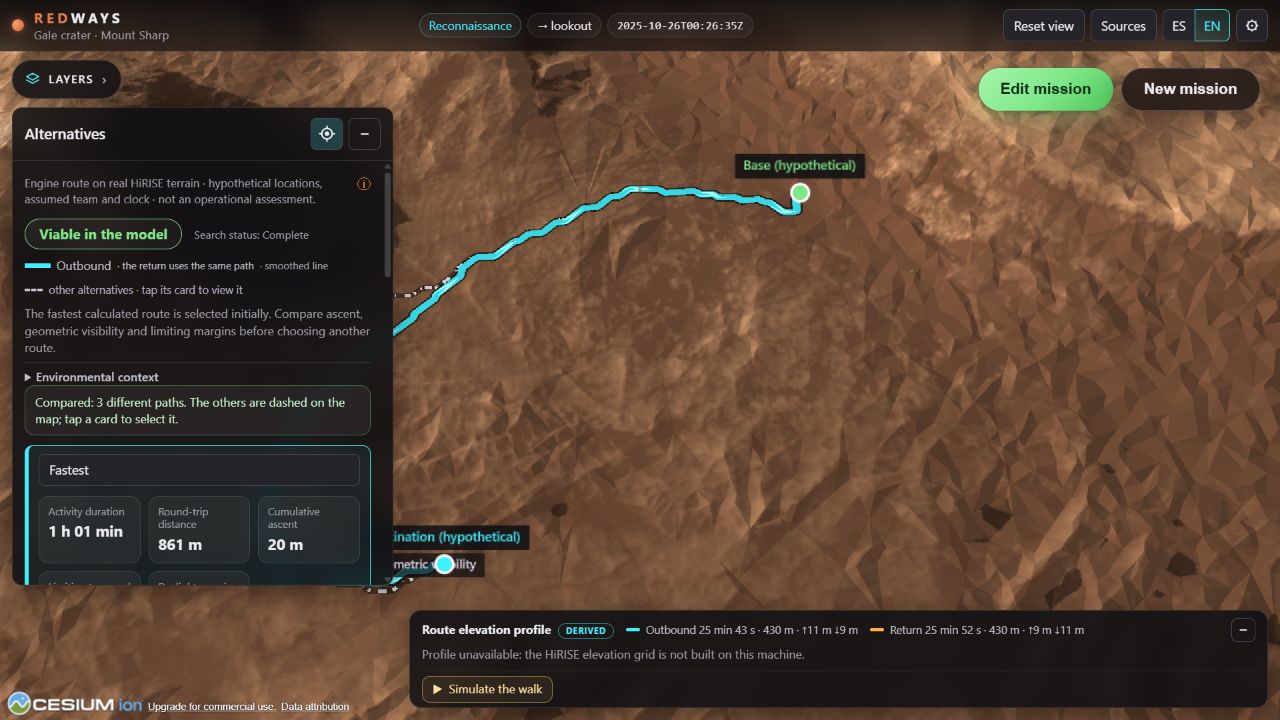 REDWAYS
Gale crater · Mount Sharp
Reconnaissance
→ lookout
2025-10-26T00:26:35Z
Reset view
Sources
ES
EN
LAYERS ›
Edit mission
New mission
Alternatives
Engine route on real HiRISE terrain · hypothetical locations,
assumed team and clock · not an operational assessment.
Viable in the model
Search status: Complete
Outbound · the return uses the same path · smoothed line
other alternatives · tap its card to view it
The fastest calculated route is selected initially. Compare ascent,
geometric visibility and limiting margins before choosing another
route.
Environmental context
Compared: 3 different paths. The others are dashed on the
map; tap a card to select it.
Fastest
Activity duration
1 h 01 min
Round-trip
distance
861 m
Cumulative
ascent
20 m
Base (hypothetical)
ination (hypothetical)
ometric v
ility
Route elevation profile
DERIVED
Outbound 25 min 43 s · 430 m · ↑11 m ↓9 m
Return 25 min 52 s · 430 m · ↑9 m ↓11 m
Profile unavailable: the HiRISE elevation grid is not built on this machine.
Simulate the walk
CESIUM ion
Upgrade for commercial use. Data attribution